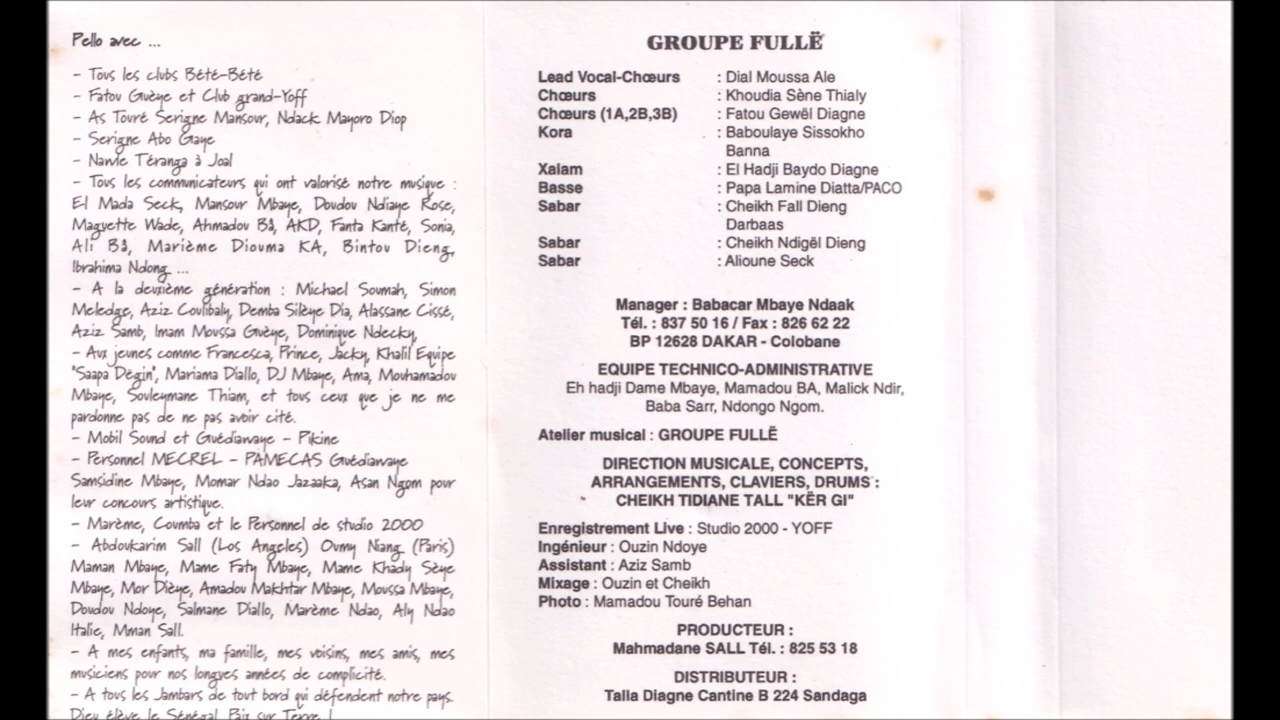 Pello avec ...
- Tous les clubs Bété-Bété
- Fatou Guèye et Club grand-Yoff
- As Touré Serigne Mansour, Ndack Mayoro Diop
- Serigne Abo Gaye
- Nawle Téranga à Joal
- Tous les communicateurs qui ont valorisé notre musique :
El Mada Seck, Mansour Mbaye, Doudou Ndiaye Rose,
Maguette Wade, Ahmadou Bâ, AKD, Fanta Kanté, Sonia,
Ali Bâ, Marième Diouma KA, Bintou Dieng,
Ibrahima Ndong ...
- A la deuxième génération : Michael Soumah, Simon
Meledge, Aziz Coulibaly, Demba Silèye Dia, Alassane Cissé,
Aziz Samb, Imam Moussa Guèye, Dominique Ndecky,
- Aux jeunes comme Francesca, Prince, Jacky, Khalil Equipe
"Saapa Dëgin", Mariama Diallo, DJ Mbaye, Ama, Mouhamadou
Mbaye, Souleymane Thiam, et tous ceux que je ne me
pardonne pas de ne pas avoir cité.
- Mobil Sound et Guédiawaye - Pikine
- Personnel MECREL - PAMECAS Guédiawaye
Samsidine Mbaye, Momar Ndao Jazaaka, Asan Ngom pour
leur concours artistique.
- Marème, Coumba et le Personnel de studio 2000
- Abdoukarim Sall (Los Angeles) Oumy Niang (Paris)
Maman Mbaye, Mame Faty Mbaye, Mame Khady Sèye
Mbaye, Mor Dièye, Amadou Makhtar Mbaye, Moussa Mbaye,
Doudou Ndoye, Salmane Diallo, Marème Ndao, Aly Ndao
Italie, Mman Sall.
- A mes enfants, ma famille, mes voisins, mes amis, mes
musiciens pour nos longues années de complicité.
- A tous les Jambars de tout bord qui défendent notre pays.
Dieu élève le Sénégal. Paix sur Terre !
GROUPE FULLË
Lead Vocal-Chœurs : Dial Moussa Ale
Chœurs : Khoudia Sène Thialy
Chœurs (1A,2B,3B) : Fatou Gewël Diagne
Kora : Baboulaye Sissokho
Banna
Xalam : El Hadji Baydo Diagne
Basse : Papa Lamine Diatta/PACO
Sabar : Cheikh Fall Dieng
Darbaas
Sabar : Cheikh Ndigël Dieng
Sabar : Alioune Seck
Manager : Babacar Mbaye Ndaak
Tél. : 837 50 16 / Fax : 826 62 22
BP 12628 DAKAR - Colobane
EQUIPE TECHNICO-ADMINISTRATIVE
Eh hadji Dame Mbaye, Mamadou BA, Malick Ndir,
Baba Sarr, Ndongo Ngom.
Atelier musical : GROUPE FULLË
DIRECTION MUSICALE, CONCEPTS,
ARRANGEMENTS, CLAVIERS, DRUMS :
CHEIKH TIDIANE TALL "KËR GI"
Enregistrement Live : Studio 2000 - YOFF
Ingénieur : Ouzin Ndoye
Assistant : Aziz Samb
Mixage : Ouzin et Cheikh
Photo : Mamadou Touré Behan
PRODUCTEUR :
Mahmadane SALL Tél. : 825 53 18
DISTRIBUTEUR :
Talla Diagne Cantine B 224 Sandaga